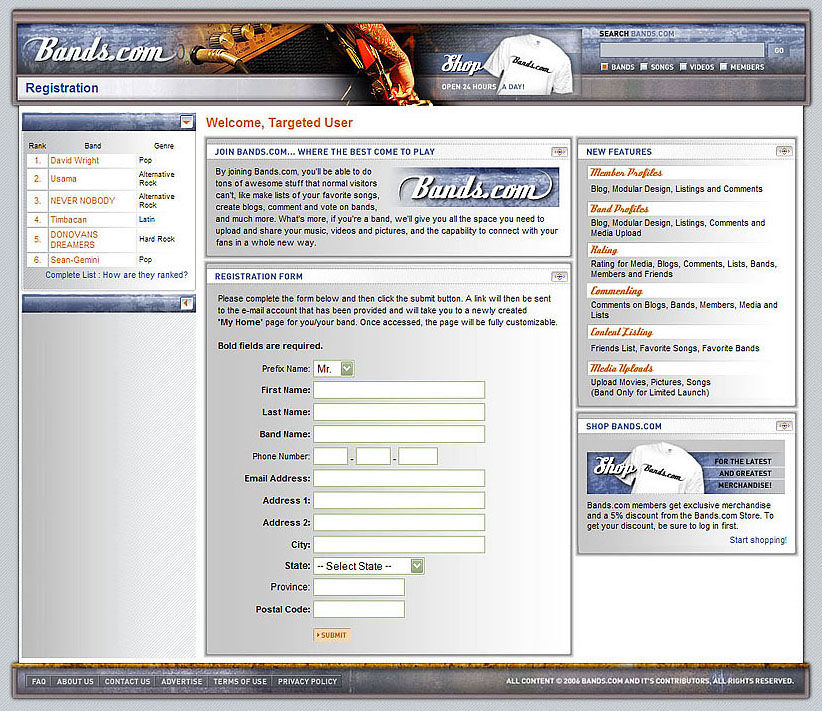 Bands.com
Shop
Bands.com
OPEN 24 HOURS A DAY!
SEARCH BANDS.COM
GO
BANDS SONGS VIDEOS MEMBERS
Registration
Rank Band Genre
1. David Wright Pop
2. Usama Alternative Rock
3. NEVER NOBODY Alternative Rock
4. Timbacan Latin
5. DONOVANS DREAMERS Hard Rock
6. Sean-Gemini Pop
Complete List : How are they ranked?
Welcome, Targeted User
JOIN BANDS.COM... WHERE THE BEST COME TO PLAY
By joining Bands.com, you'll be able to do
tons of awesome stuff that normal visitors
can't, like make lists of your favorite songs,
create blogs, comment and vote on bands,
and much more. What's more, if you're a band, we'll give you all the space you need to
upload and share your music, videos and pictures, and the capability to connect with your
fans in a whole new way.
Bands.com
REGISTRATION FORM
Please complete the form below and then click the submit button. A link will then be sent
to the e-mail account that has been provided and will take you to a newly created
"My Home" page for you/your band. Once accessed, the page will be fully customizable.
Bold fields are required.
Prefix Name: Mr.
First Name:
Last Name:
Band Name:
Phone Number: - -
Email Address:
Address 1:
Address 2:
City:
State: -- Select State --
Province:
Postal Code:
SUBMIT
NEW FEATURES
Member Profiles
Blog, Modular Design, Listings and Comments
Band Profiles
Blog, Modular Design, Listings, Comments and
Media Upload
Rating
Rating for Media, Blogs, Comments, Lists, Bands,
Members and Friends
Commenting
Comments on Blogs, Bands, Members, Media and
Lists
Content Listing
Friends List, Favorite Songs, Favorite Bands
Media Uploads
Upload Movies, Pictures, Songs
(Band Only for Limited Launch)
SHOP BANDS.COM
Shop
Bands.com
FOR THE LATEST
AND GREATEST
MERCHANDISE!
Bands.com members get exclusive merchandise
and a 5% discount from the Bands.com Store. To
get your discount, be sure to log in first.
Start shopping!
FAQ ABOUT US CONTACT US ADVERTISE TERMS OF USE PRIVACY POLICY
ALL CONTENT © 2006 BANDS.COM AND IT'S CONTRIBUTORS, ALL RIGHTS RESERVED.